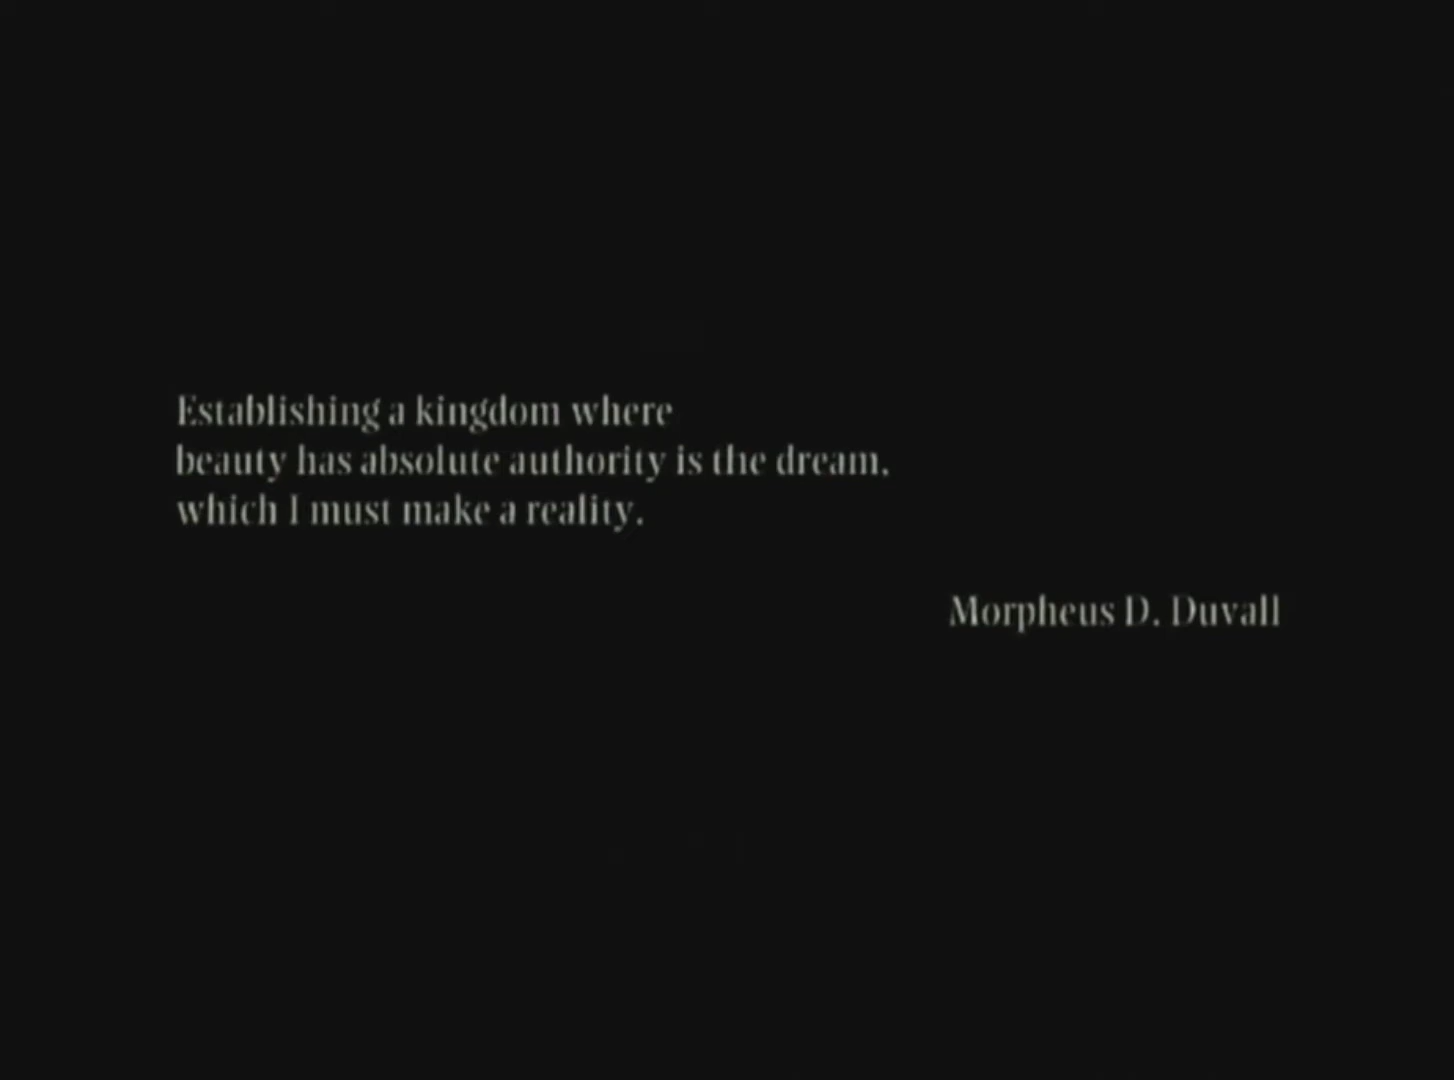 Establishing a kingdom where
beauty has absolute authority is the dream,
which I must make a reality.
Morpheus D. Duvall